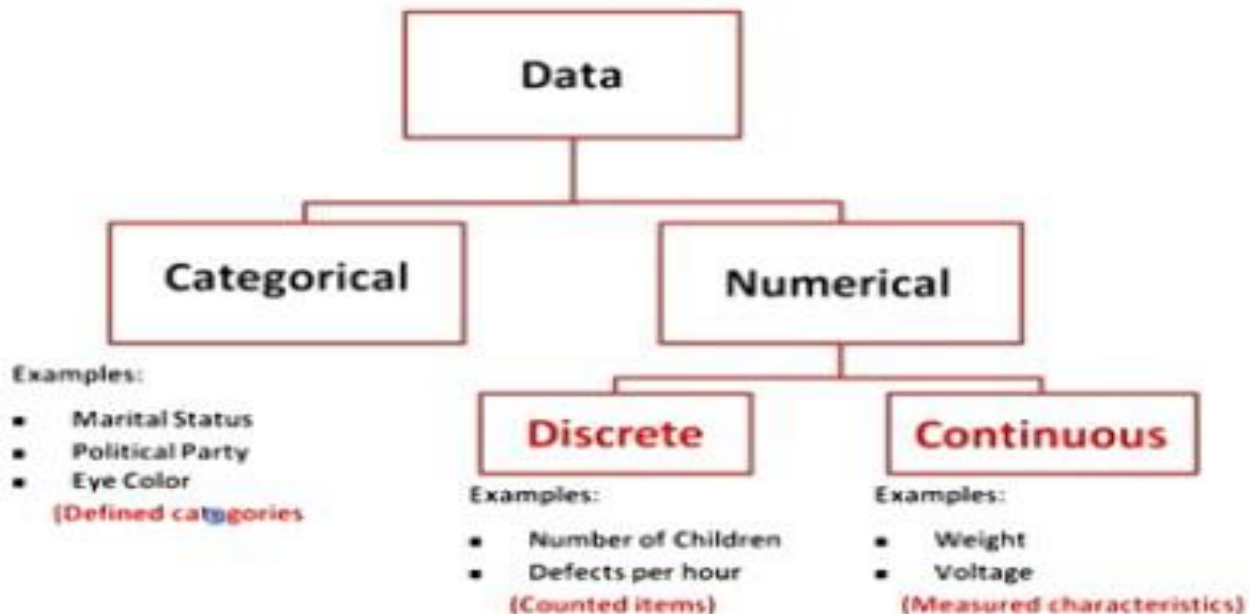 Data
Categorical
Numerical
Examples:
▪ Marital Status
▪ Political Party
▪ Eye Color
(Defined categories
Discrete
Continuous
Examples:
▪ Number of Children
▪ Defects per hour
(Counted items)
Examples:
▪ Weight
▪ Voltage
(Measured characteristics)